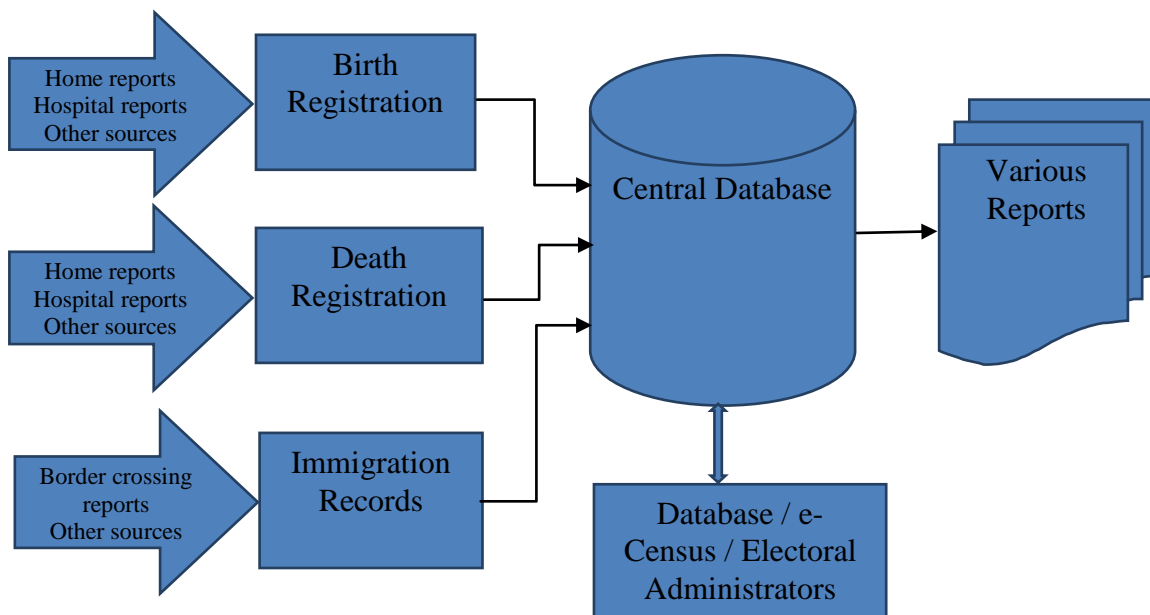 Home reports
Hospital reports
Other sources
Birth
Registration
Home reports
Hospital reports
Other sources
Death
Registration
Border crossing
reports
Other sources
Immigration
Records
Central Database
Various
Reports
Database / e-
Census / Electoral
Administrators